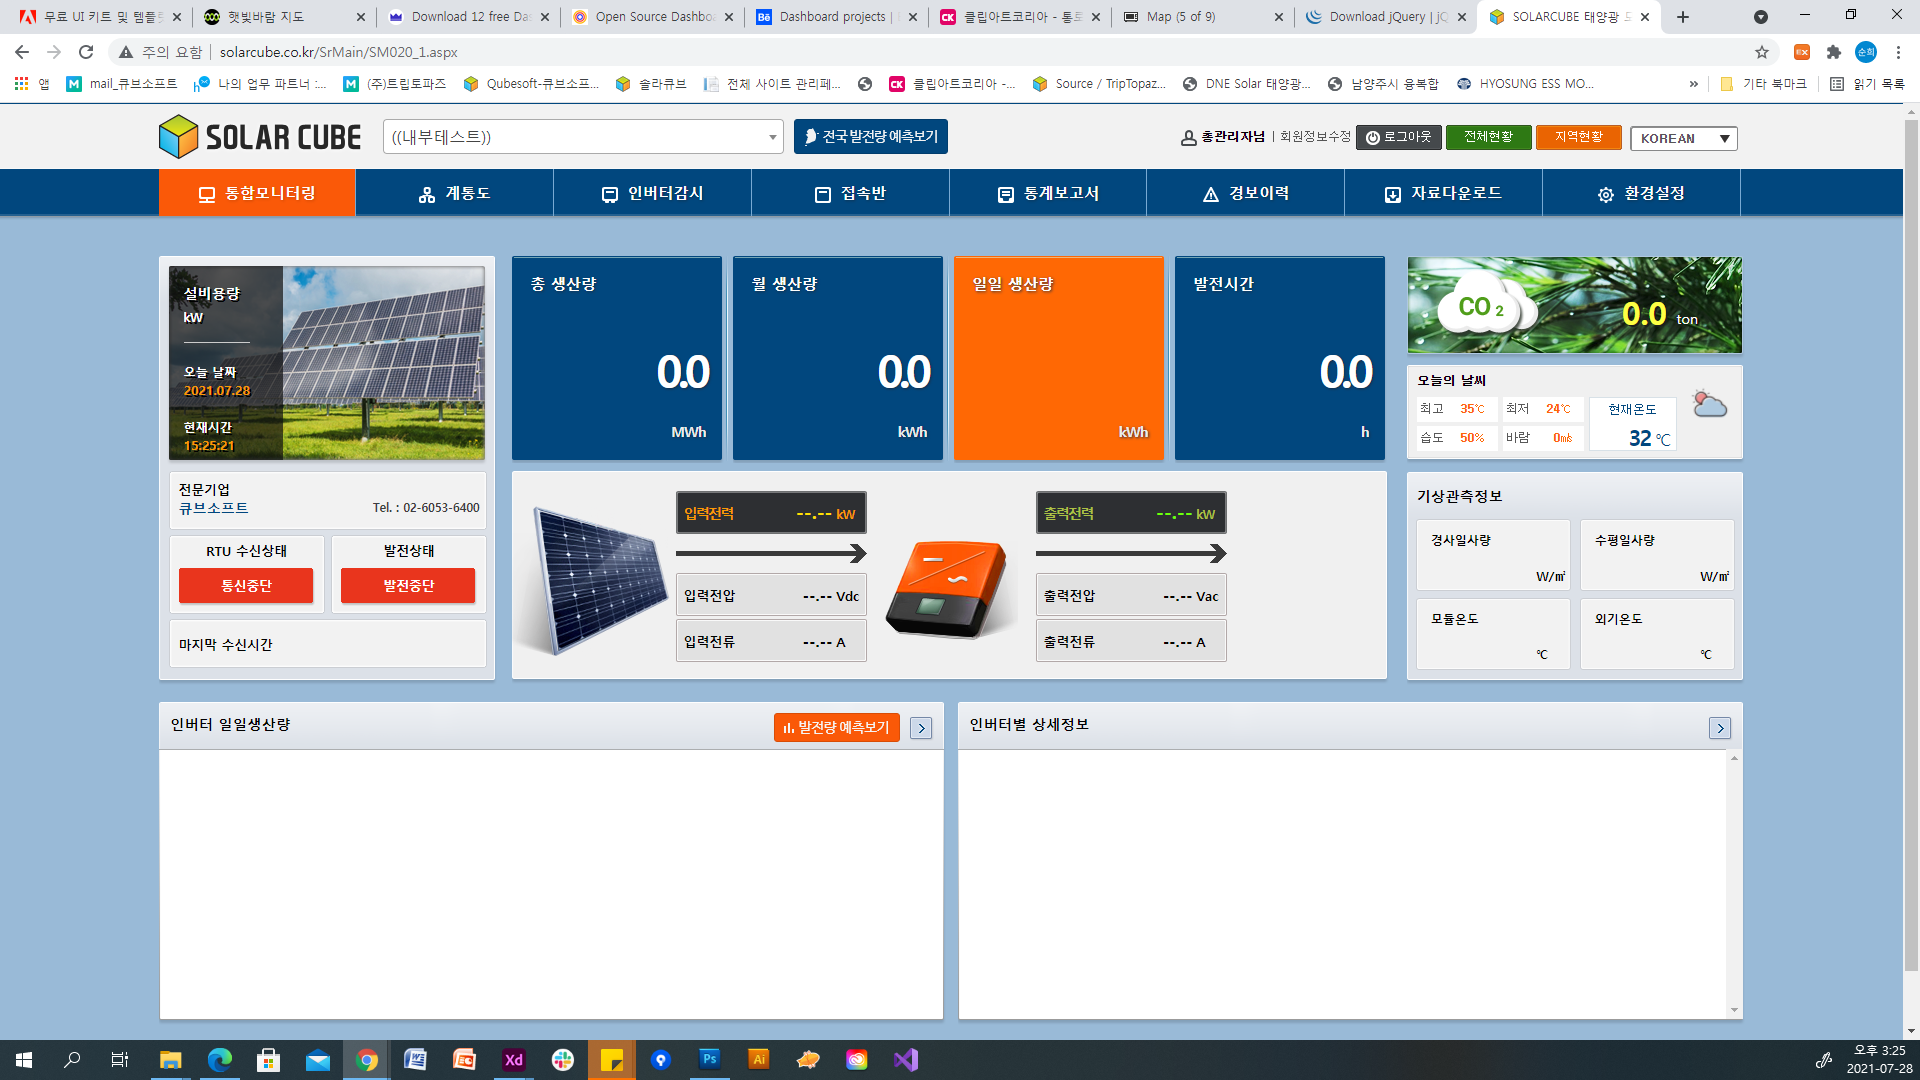 무료 UI 키트 및 템플릿
햇빛바람 지도
Download 12 free Da
Open Source Dashbo
Dashboard projects |
클립아트코리아 - 통로
Map (5 of 9)
Download jQuery | jQ
SOLARCUBE 태양광 모
주의 요함 | solarcube.co.kr/SrMain/SM020_1.aspx
EX
순희
앱
mail_큐브소프트
나의 업무 파트너 :...
(주)트립토파즈
Qubesoft-큐브소프...
솔라큐브
전체 사이트 관리페...
클립아트코리아 -...
Source / TripTopaz...
DNE Solar 태양광...
남양주시 융복합
HYOSUNG ESS MO...
»
기타 북마크
읽기 목록
SOLAR CUBE
((내부테스트))
전국 발전량 예측보기
총관리자님 | 회원정보수정
로그아웃
전체현황
지역현황
KOREAN
통합모니터링
계통도
인버터감시
접속반
통계보고서
경보이력
자료다운로드
환경설정
설비용량
kW
오늘 날짜
2021.07.28
현재시간
15:25:21
총 생산량
0.0
MWh
월 생산량
0.0
kWh
일일 생산량
kWh
발전시간
0.0
h
CO 2
0.0 ton
오늘의 날씨
최고 35℃ 최저 24℃
습도 50% 바람 0㎧
현재온도
32 ℃
전문기업
큐브소프트 Tel. : 02-6053-6400
RTU 수신상태
통신중단
발전상태
발전중단
마지막 수신시간
입력전력 --.-- kW
입력전압 --.-- Vdc
입력전류 --.-- A
출력전력 --.-- kW
출력전압 --.-- Vac
출력전류 --.-- A
기상관측정보
경사일사량
W/㎡
수평일사량
W/㎡
모듈온도
℃
외기온도
℃
인버터 일일생산량
발전량 예측보기
인버터별 상세정보
Xd
Ps
Ai
오후 3:25
2021-07-28